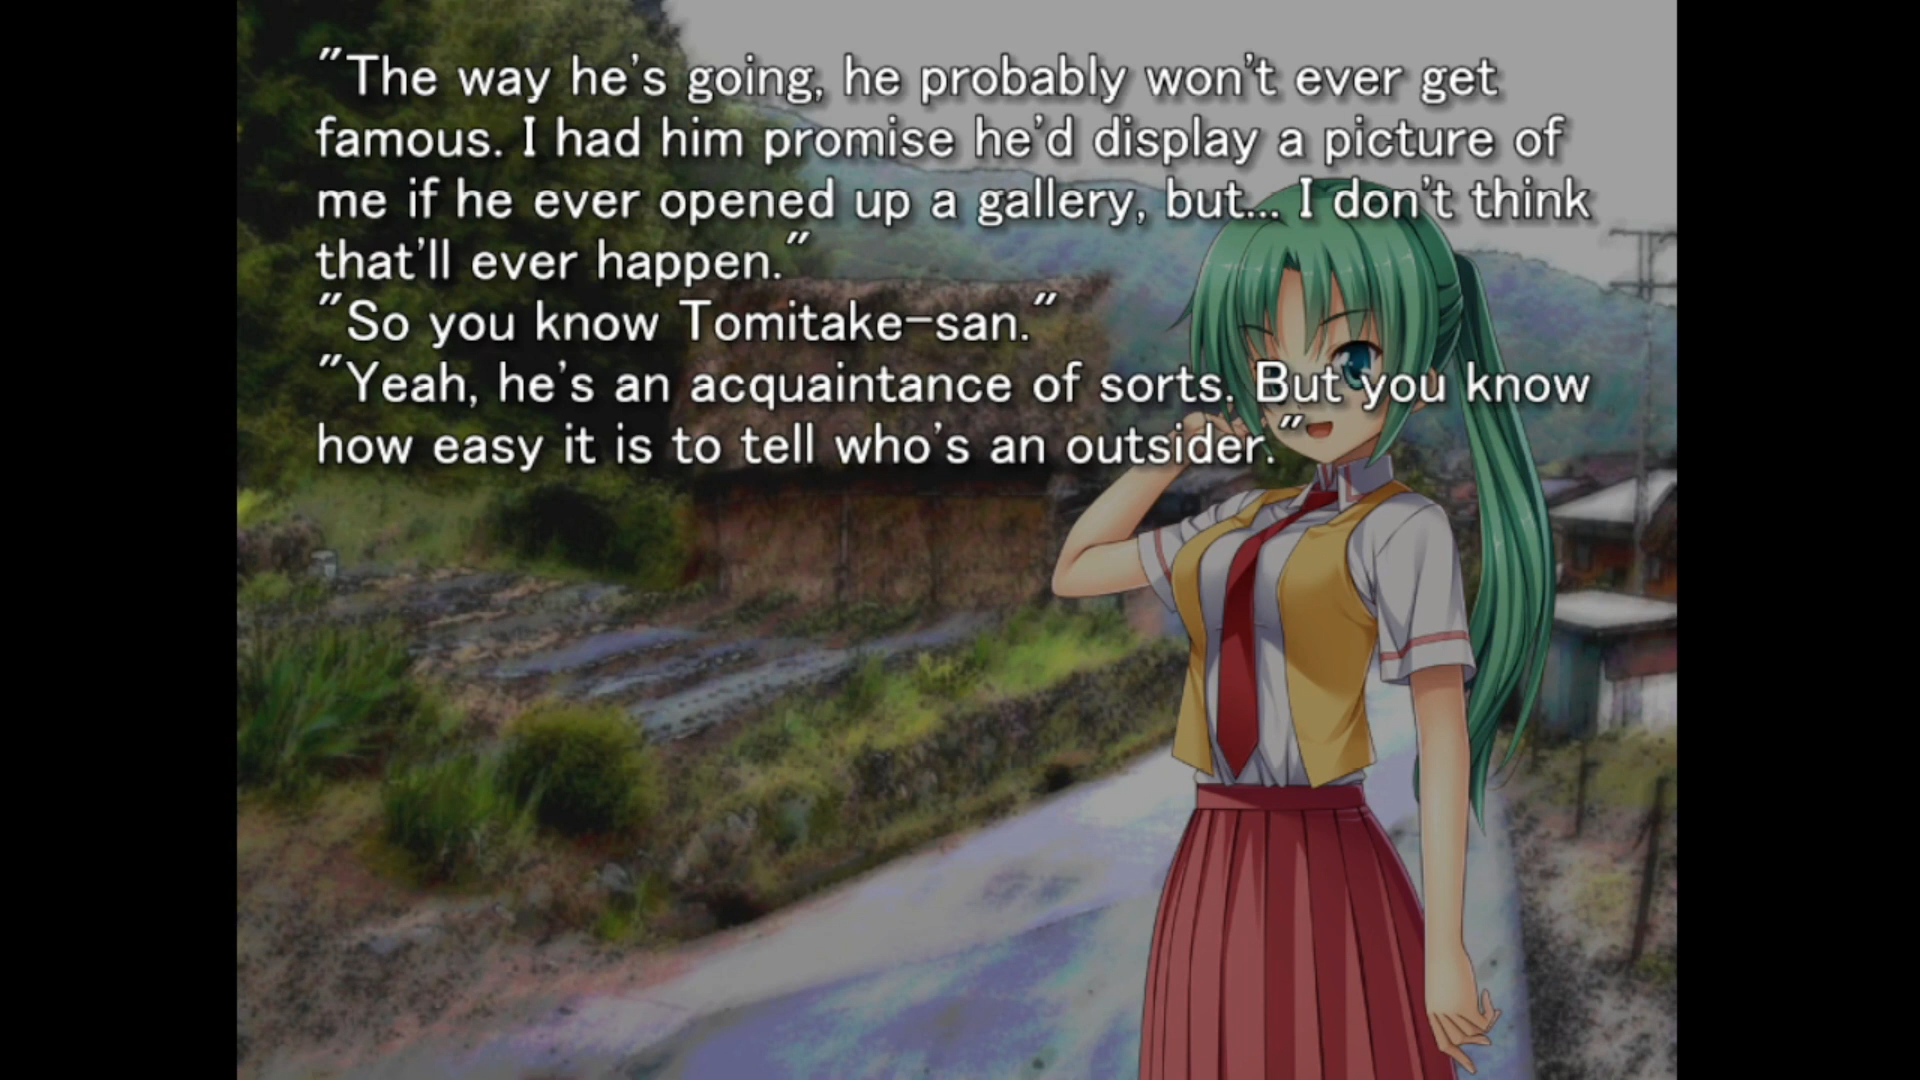 "The way he's going, he probably won't ever get
famous. I had him promise he'd display a picture of
me if he ever opened up a gallery, but... I don't think
that'll ever happen."
"So you know Tomitake-san."
"Yeah, he's an acquaintance of sorts. But you know
how easy it is to tell who's an outsider."